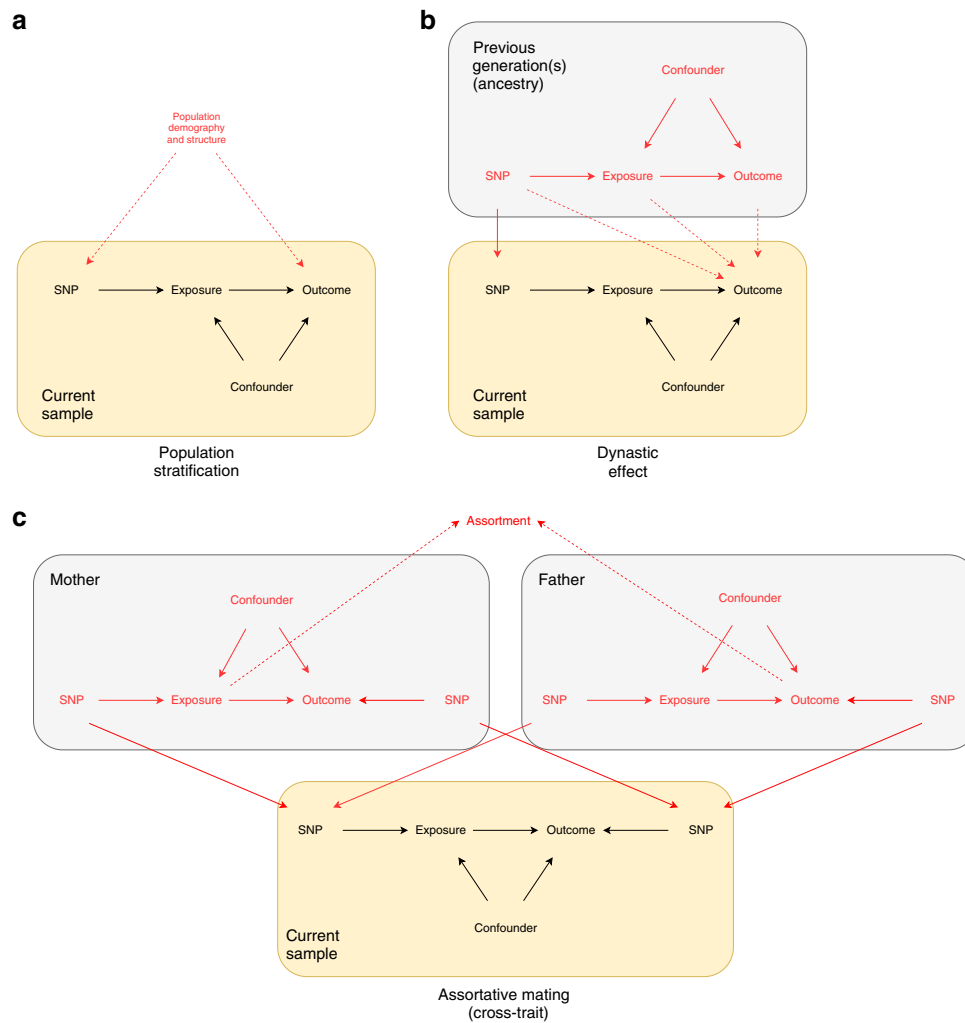 a
Population
demography
and structure
SNP
Exposure
Outcome
Confounder
Current
sample
Population
stratification
b
Previous
generation(s)
(ancestry)
Confounder
SNP
Exposure
Outcome
SNP
Exposure
Outcome
Confounder
Current
sample
Dynastic
effect
c
Assortment
Mother
Confounder
SNP
Exposure
Outcome
SNP
Father
Confounder
SNP
Exposure
Outcome
SNP
SNP
Exposure
Outcome
SNP
Confounder
Current
sample
Assortative mating
(cross-trait)